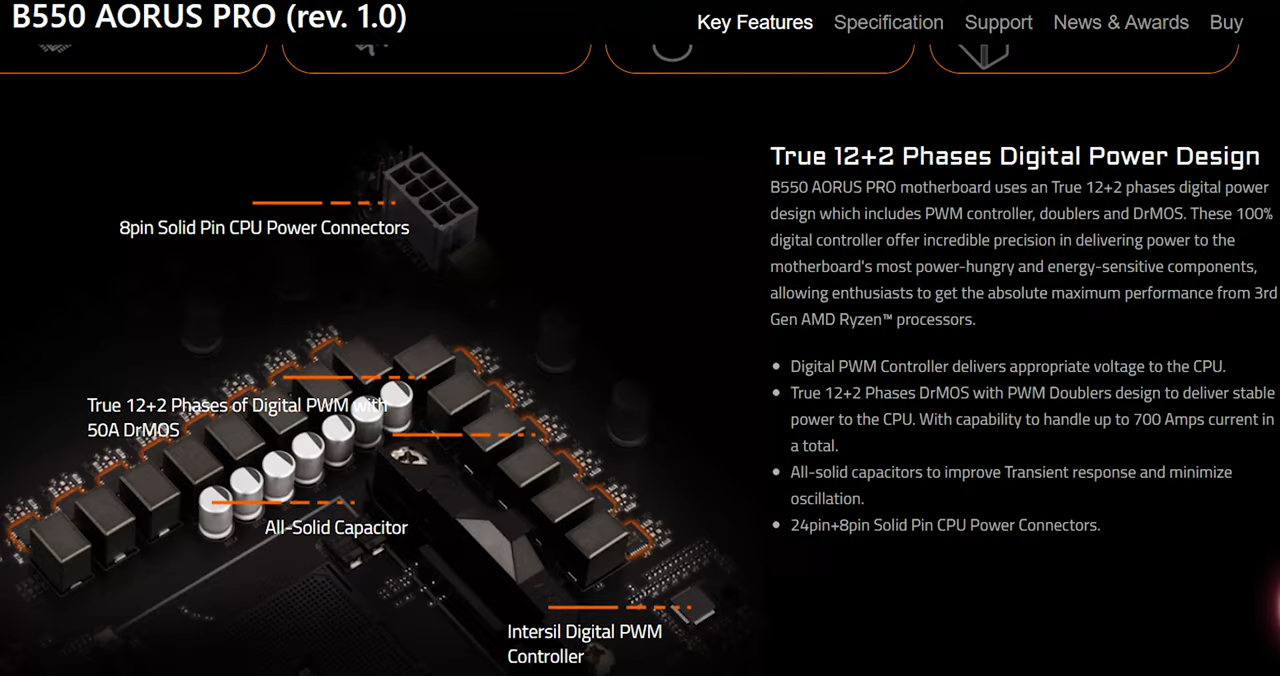 B550 AORUS PRO (rev. 1.0)
Key Features Specification Support News & Awards Buy
8pin Solid Pin CPU Power Connectors
True 12+2 Phases of Digital PWM with
50A DrMOS
All-Solid Capacitor
Intersil Digital PWM
Controller
True 12+2 Phases Digital Power Design
B550 AORUS PRO motherboard uses an True 12+2 phases digital power
design which includes PWM controller, doublers and DrMOS. These 100%
digital controller offer incredible precision in delivering power to the
motherboard's most power-hungry and energy-sensitive components,
allowing enthusiasts to get the absolute maximum performance from 3rd
Gen AMD Ryzen™ processors.
Digital PWM Controller delivers appropriate voltage to the CPU.
True 12+2 Phases DrMOS with PWM Doublers design to deliver stable
power to the CPU. With capability to handle up to 700 Amps current in
a total.
All-solid capacitors to improve Transient response and minimize
oscillation.
24pin+8pin Solid Pin CPU Power Connectors.